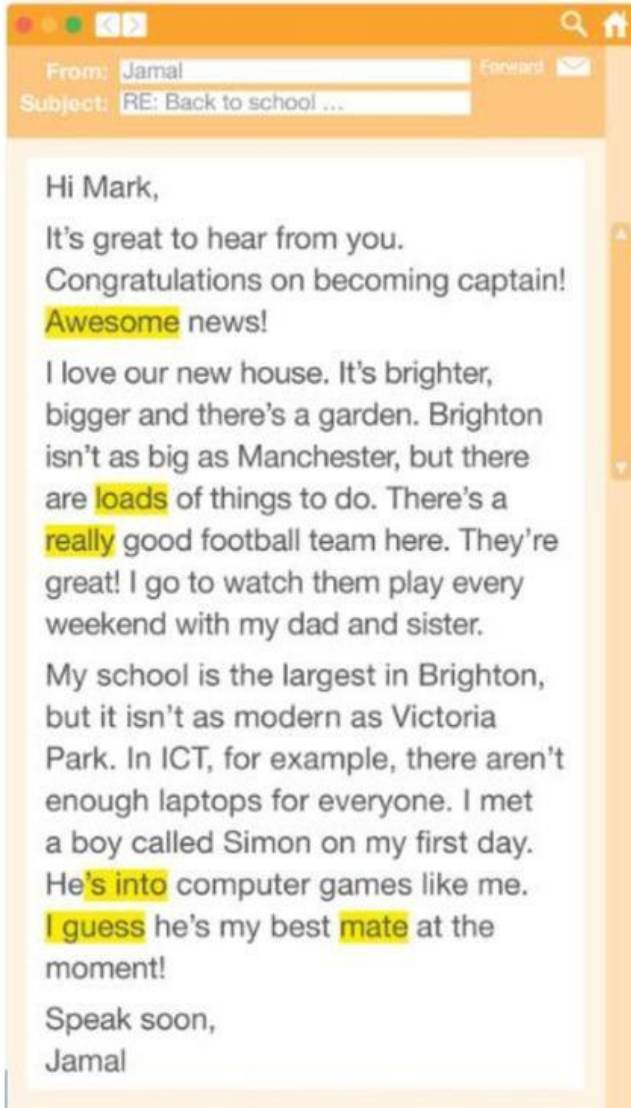 From: Jamal
Forward
Subject: RE: Back to school ...
Hi Mark,
It's great to hear from you.
Congratulations on becoming captain!
Awesome news!
I love our new house. It's brighter,
bigger and there's a garden. Brighton
isn't as big as Manchester, but there
are loads of things to do. There's a
really good football team here. They're
great! I go to watch them play every
weekend with my dad and sister.
My school is the largest in Brighton,
but it isn't as modern as Victoria
Park. In ICT, for example, there aren't
enough laptops for everyone. I met
a boy called Simon on my first day.
He's into computer games like me.
I guess he's my best mate at the
moment!
Speak soon,
Jamal